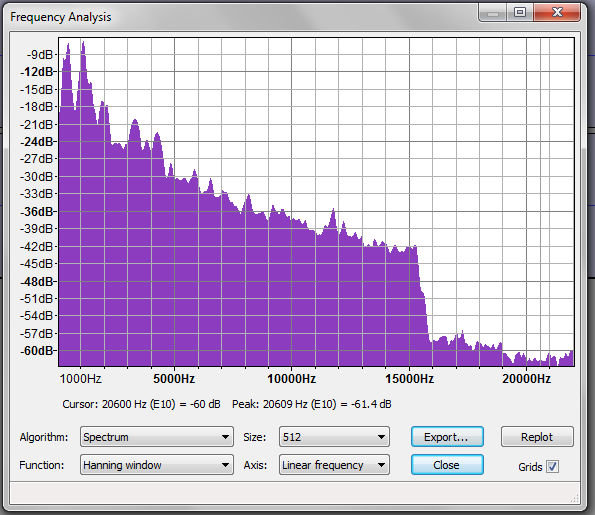 Frequency Analysis
-9dB
-12dB
-15dB
-18dB
-21dB
-24dB
-27dB
-30dB
-33dB
-36dB
-39dB
-42dB
-45dB
-48dB
-51dB
-54dB
-57dB
-60dB
1000Hz 5000Hz 10000Hz 15000Hz 20000Hz
Cursor: 20600 Hz (E10) = -60 dB Peak: 20609 Hz (E10) = -61.4 dB
Algorithm: Spectrum Size: 512 Export... Replot
Function: Hanning window Axis: Linear frequency Close Grids